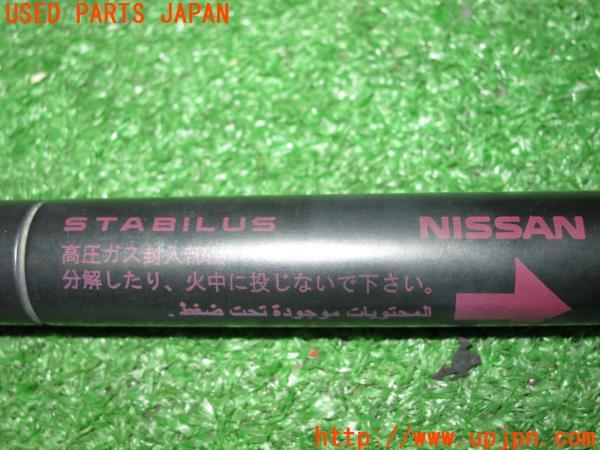 USED PARTS JAPAN
STABILUS NISSAN
高圧ガス封入部品
分解したり、火中に投じないで下さい。
المحتويات موجودة تحت ضغط.
http://www.upjpn.com